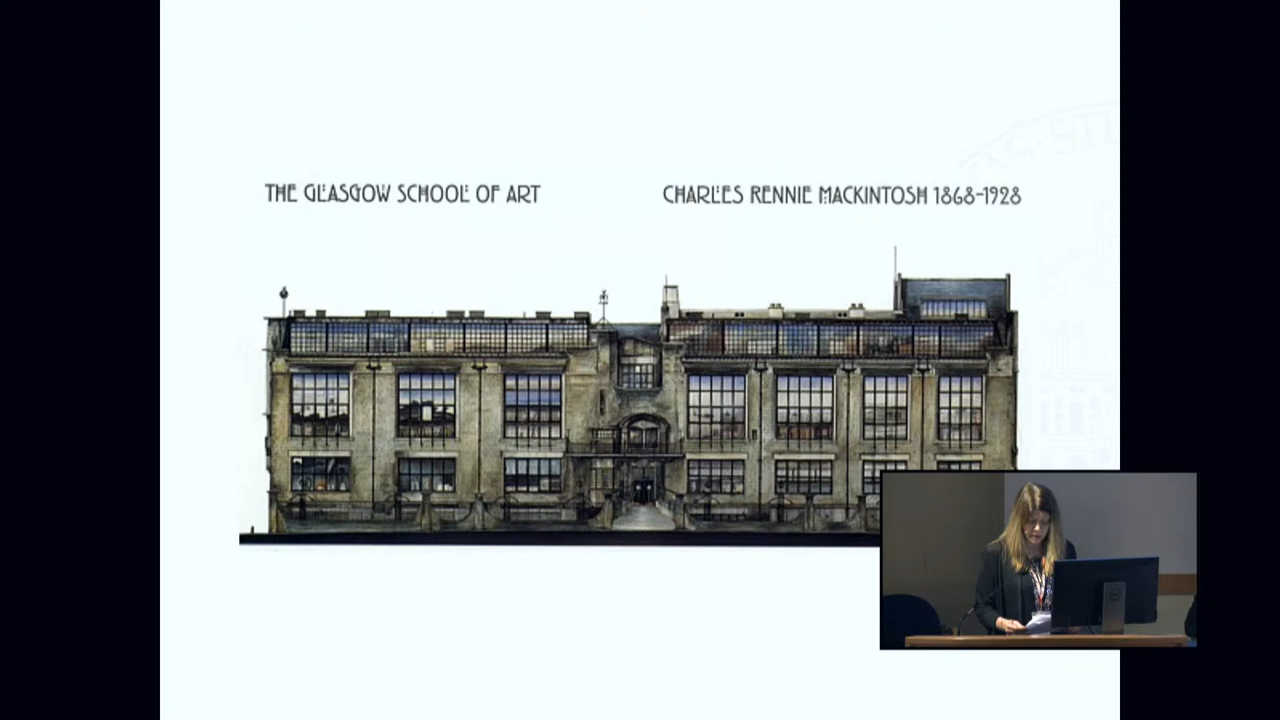 THE GLASGOW SCHOOL OF ART
CHARLES RENNIE MACKINTOSH 1868-1928